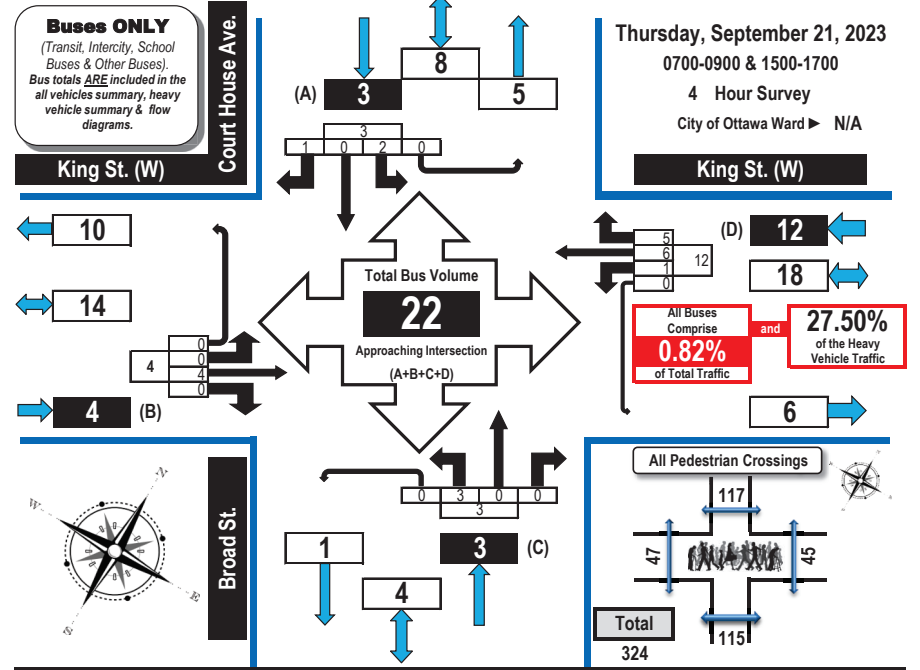 Buses ONLY
(Transit, Intercity, School
Buses & Other Buses).
Bus totals ARE included in the
all vehicles summary, heavy
vehicle summary & flow
diagrams.
Court House Ave.
King St. (W)
8
(A) 3
5
3
1 0 2 0
Thursday, September 21, 2023
0700-0900 & 1500-1700
4 Hour Survey
City of Ottawa Ward ► N/A
King St. (W)
10
14
0
0
4
4
0
4 (B)
Total Bus Volume
22
Approaching Intersection
(A+B+C+D)
5
6
12
1
0
(D) 12
18
All Buses
Comprise
0.82%
of Total Traffic
and
27.50%
of the Heavy
Vehicle Traffic
6
0 3 0 0
3
1
3 (C)
4
Broad St.
N
W
E
S
All Pedestrian Crossings
N
W
E
S
117
47
45
115
Total
324